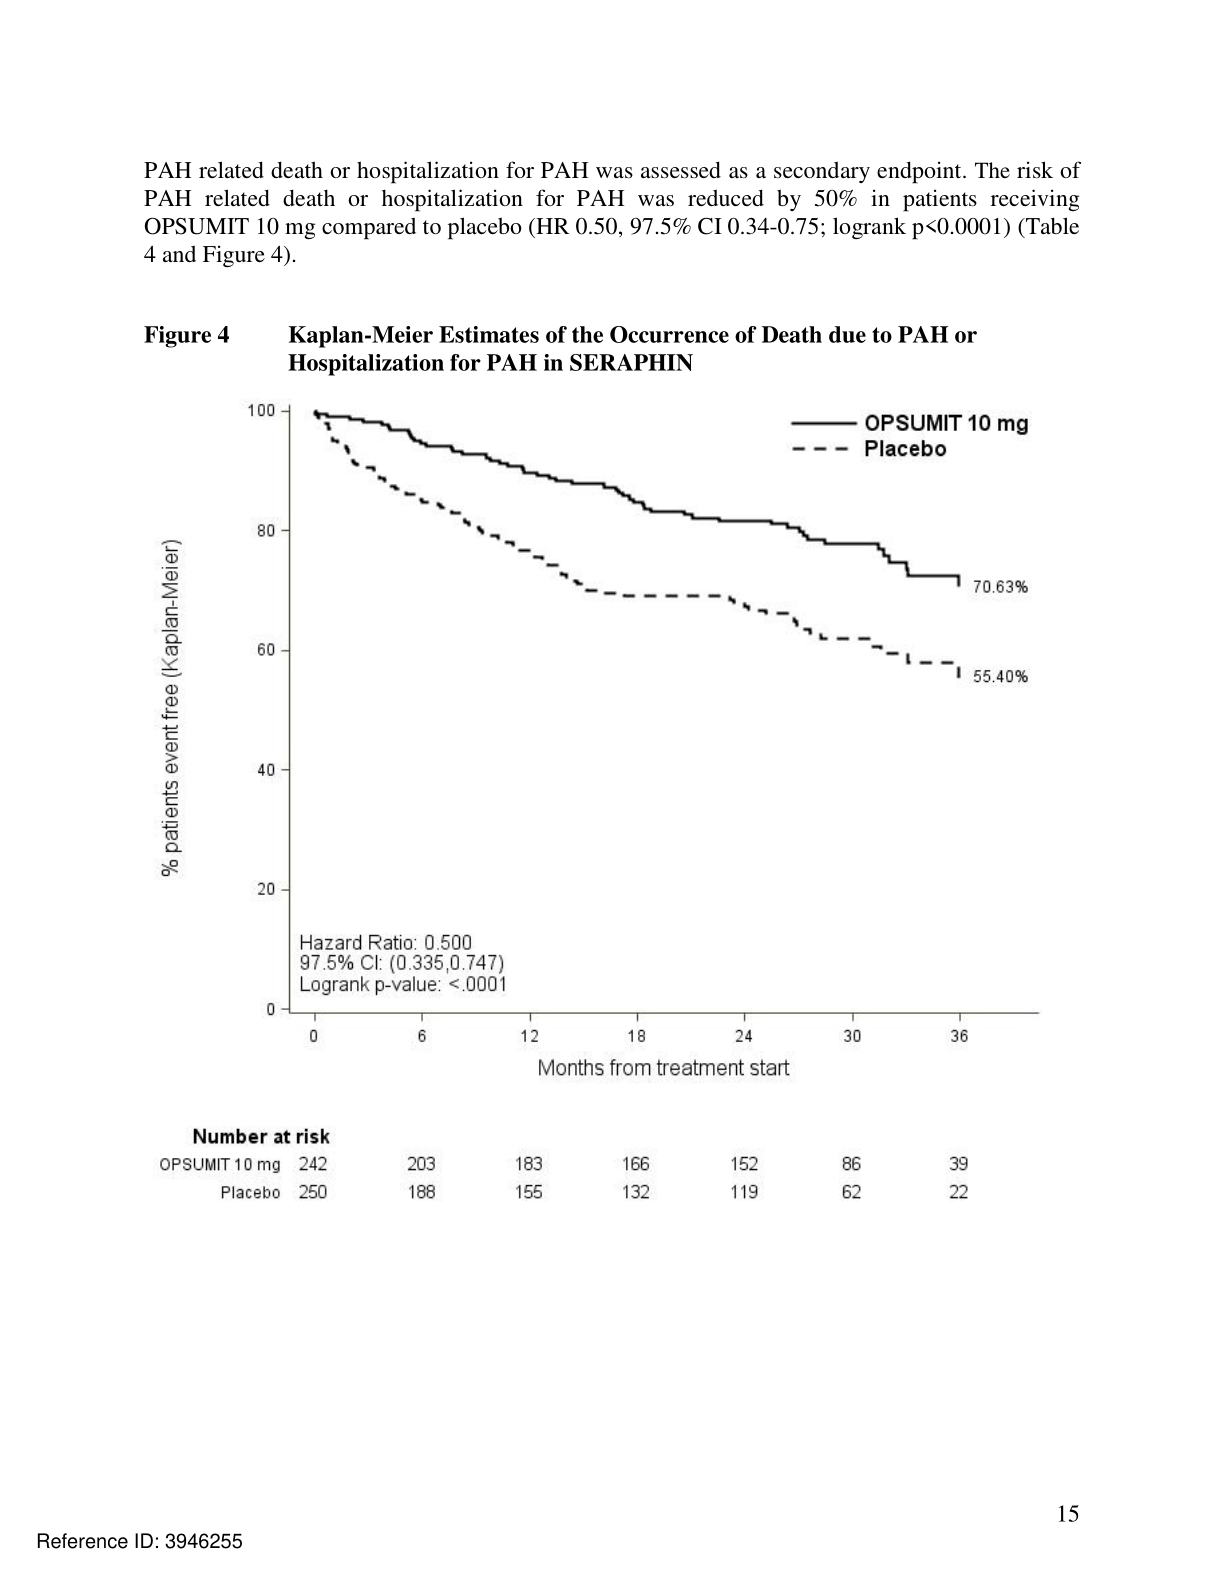 PAH related death or hospitalization for PAH was assessed as a secondary endpoint. The risk of
PAH related death or hospitalization for PAH was reduced by 50% in patients receiving
OPSUMIT 10 mg compared to placebo (HR 0.50, 97.5% CI 0.34-0.75; logrank p<0.0001) (Table
4 and Figure 4).
Figure 4 Kaplan-Meier Estimates of the Occurrence of Death due to PAH or
Hospitalization for PAH in SERAPHIN
OPSUMIT 10 mg
Placebo
% patients event free (Kaplan-Meier)
100
80
60
40
20
0
70.63%
55.40%
Hazard Ratio: 0.500
97.5% CI: (0.335,0.747)
Logrank p-value: <.0001
0 6 12 18 24 30 36
Months from treatment start
Number at risk
OPSUMIT 10 mg 242 203 183 166 152 86 39
Placebo 250 188 155 132 119 62 22
15
Reference ID: 3946255